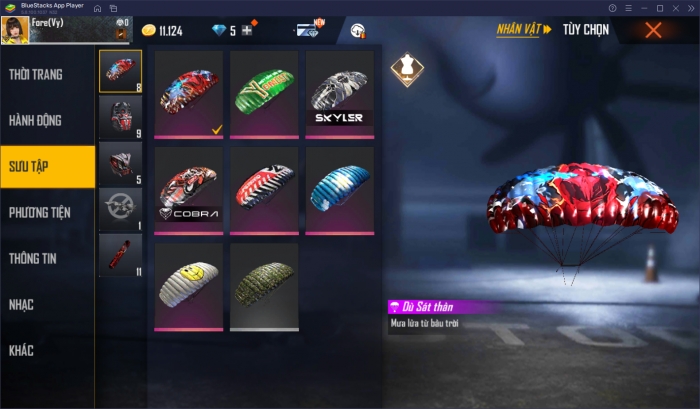 BlueStacks App Player
Fore(Vy)
0
11.124
5
NEW
NHÂN VẬT
TÙY CHỌN
THỜI TRANG
HÀNH ĐỘNG
SƯU TẬP
PHƯƠNG TIỆN
THÔNG TIN
NHẠC
KHÁC
8
9
5
1
11
SKYLER
COBRA
Dù Sát thần
Mưa lửa từ bầu trời